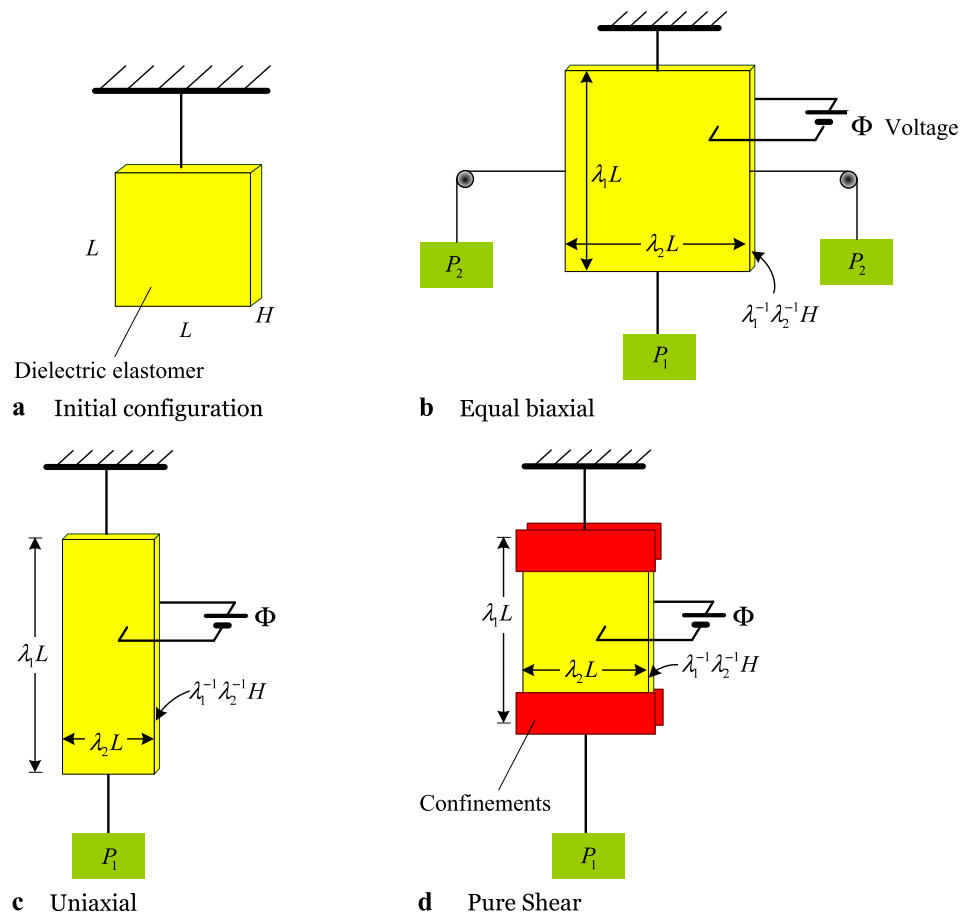 L
L
H
Dielectric elastomer
a Initial configuration
λ₁L
λ₂L
Φ Voltage
P₂
P₂
λ₁⁻¹λ₂⁻¹H
P₁
b Equal biaxial
λ₁L
Φ
λ₁⁻¹λ₂⁻¹H
λ₂L
P₁
c Uniaxial
λ₁L
Φ
λ₂L
λ₁⁻¹λ₂⁻¹H
Confinements
P₁
d Pure Shear